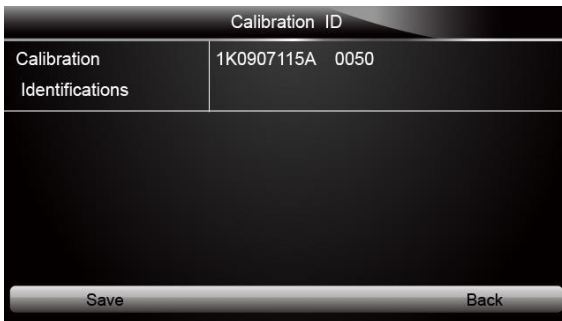 Calibration ID
Calibration 1K0907115A 0050
Identifications
Save Back